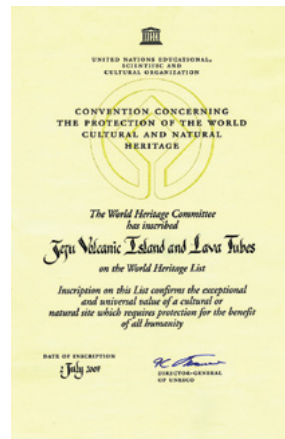 UNITED NATIONS EDUCATIONAL,
SCIENTIFIC AND
CULTURAL ORGANIZATION
CONVENTION CONCERNING
THE PROTECTION OF THE WORLD
CULTURAL AND NATURAL
HERITAGE
The World Heritage Committee
has inscribed
Jeju Volcanic Island and Lava Tubes
on the World Heritage List
Inscription on this List confirms the exceptional
and universal value of a cultural or
natural site which requires protection for the benefit
of all humanity
DATE OF INSCRIPTION
2 July 2007
DIRECTOR-GENERAL
OF UNESCO